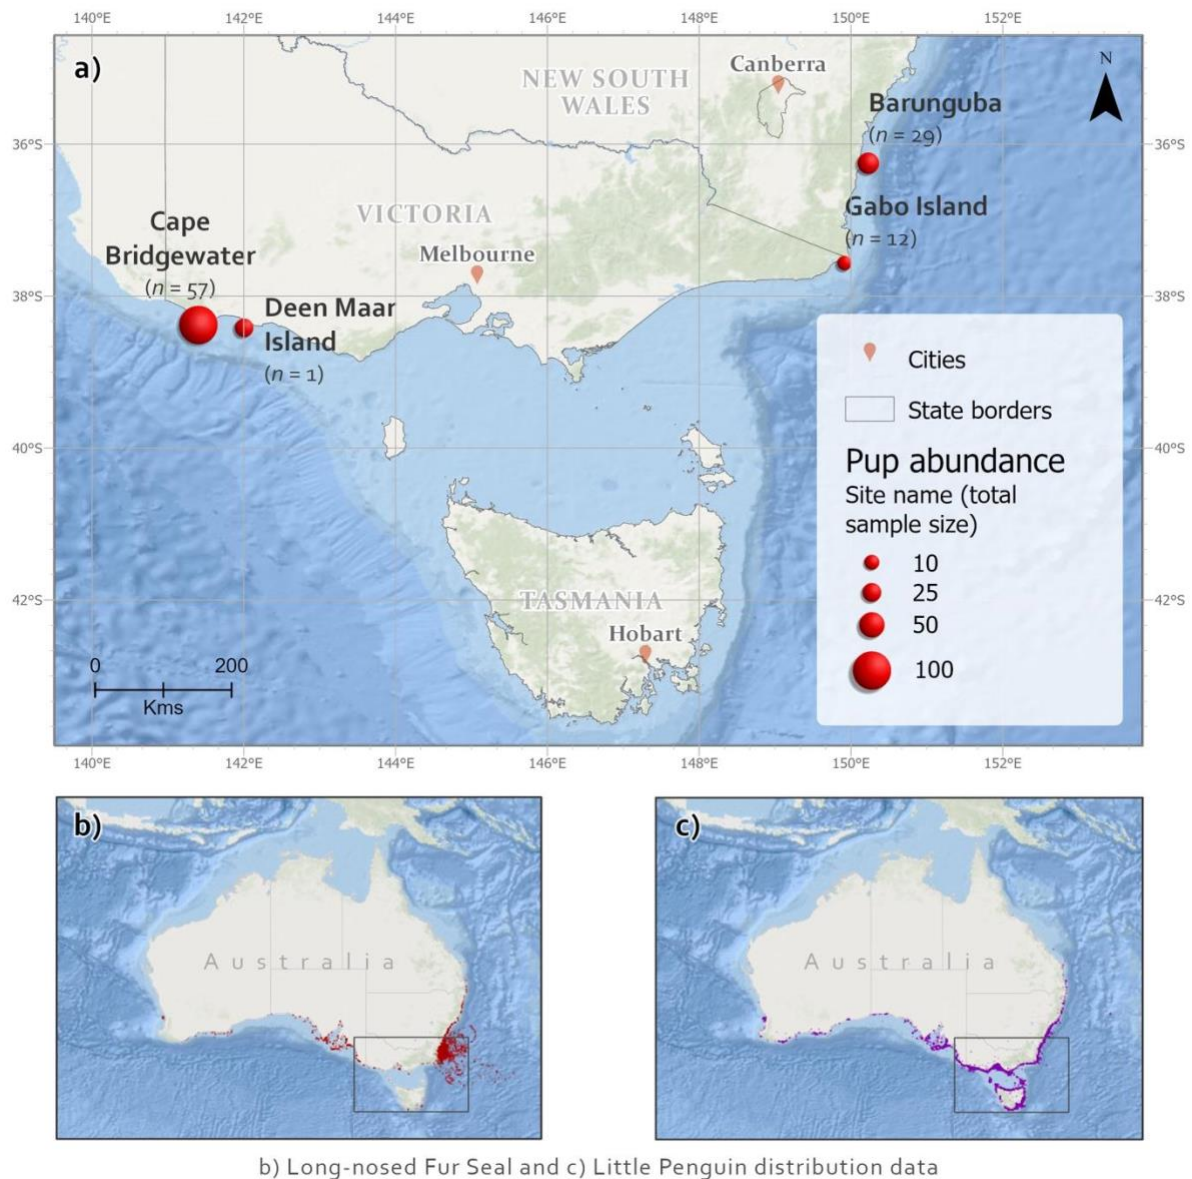 140°E 142°E 144°E 146°E 148°E 150°E 152°E
a)
N
Canberra
NEW SOUTH
WALES
Barunguba
(n = 29)
36°S 36°S
Gabo Island
(n = 12)
VICTORIA
Cape
Bridgewater
(n = 57)
Melbourne
38°S 38°S
Deen Maar
Island
(n = 1)
Cities
State borders
40°S 40°S
Pup abundance
Site name (total
sample size)
10
25
50
100
42°S 42°S
TASMANIA
Hobart
0 200
Kms
140°E 142°E 144°E 146°E 148°E 150°E 152°E
b)
Australia
c)
Australia
b) Long-nosed Fur Seal and c) Little Penguin distribution data